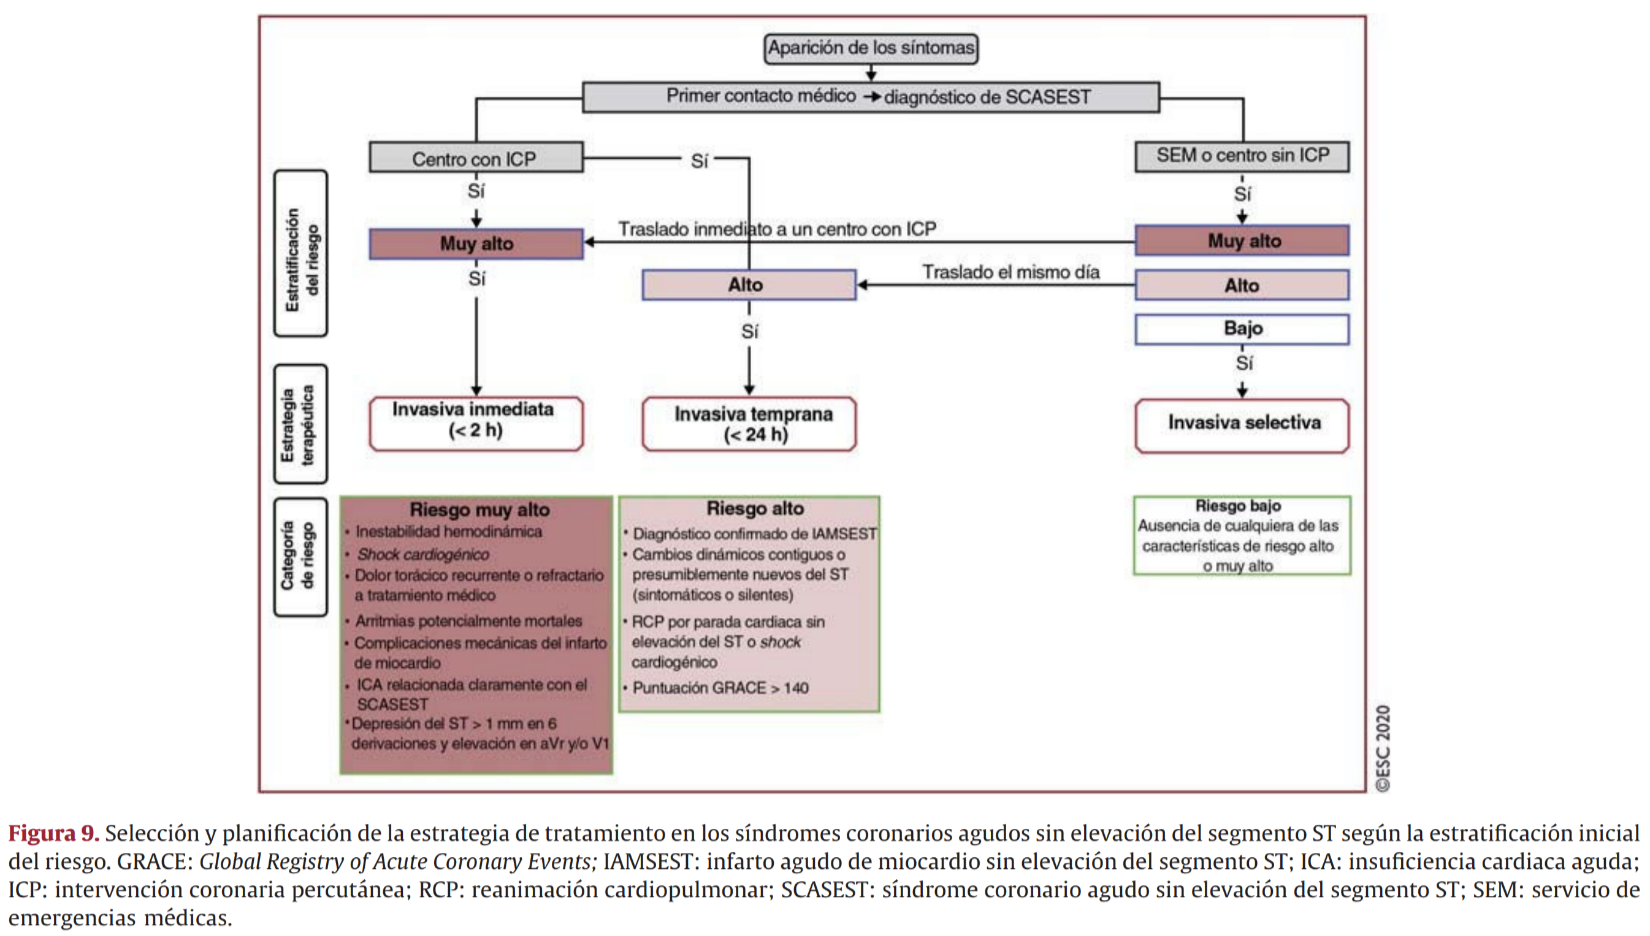 Aparición de los síntomas
Primer contacto médico → diagnóstico de SCASEST
Centro con ICP
Sí
SEM o centro sin ICP
Sí
Sí
Estratificación
del riesgo
Muy alto
Traslado inmediato a un centro con ICP
Muy alto
Sí
Alto
Traslado el mismo día
Alto
Bajo
Sí
Sí
Estrategia
terapéutica
Invasiva inmediata
(< 2 h)
Invasiva temprana
(< 24 h)
Invasiva selectiva
Categoría
de riesgo
Riesgo muy alto
• Inestabilidad hemodinámica
• Shock cardiogénico
• Dolor torácico recurrente o refractario
a tratamiento médico
• Arritmias potencialmente mortales
• Complicaciones mecánicas del infarto
de miocardio
• ICA relacionada claramente con el
SCASEST
• Depresión del ST > 1 mm en 6
derivaciones y elevación en aVr y/o V1
Riesgo alto
• Diagnóstico confirmado de IAMSEST
• Cambios dinámicos contiguos o
presumiblemente nuevos del ST
(sintomáticos o silentes)
• RCP por parada cardiaca sin
elevación del ST o shock
cardiogénico
• Puntuación GRACE > 140
Riesgo bajo
Ausencia de cualquiera de las
características de riesgo alto
o muy alto
©ESC 2020
Figura 9. Selección y planificación de la estrategia de tratamiento en los síndromes coronarios agudos sin elevación del segmento ST según la estratificación inicial
del riesgo. GRACE: Global Registry of Acute Coronary Events; IAMSEST: infarto agudo de miocardio sin elevación del segmento ST; ICA: insuficiencia cardiaca aguda;
ICP: intervención coronaria percutánea; RCP: reanimación cardiopulmonar; SCASEST: síndrome coronario agudo sin elevación del segmento ST; SEM: servicio de
emergencias médicas.